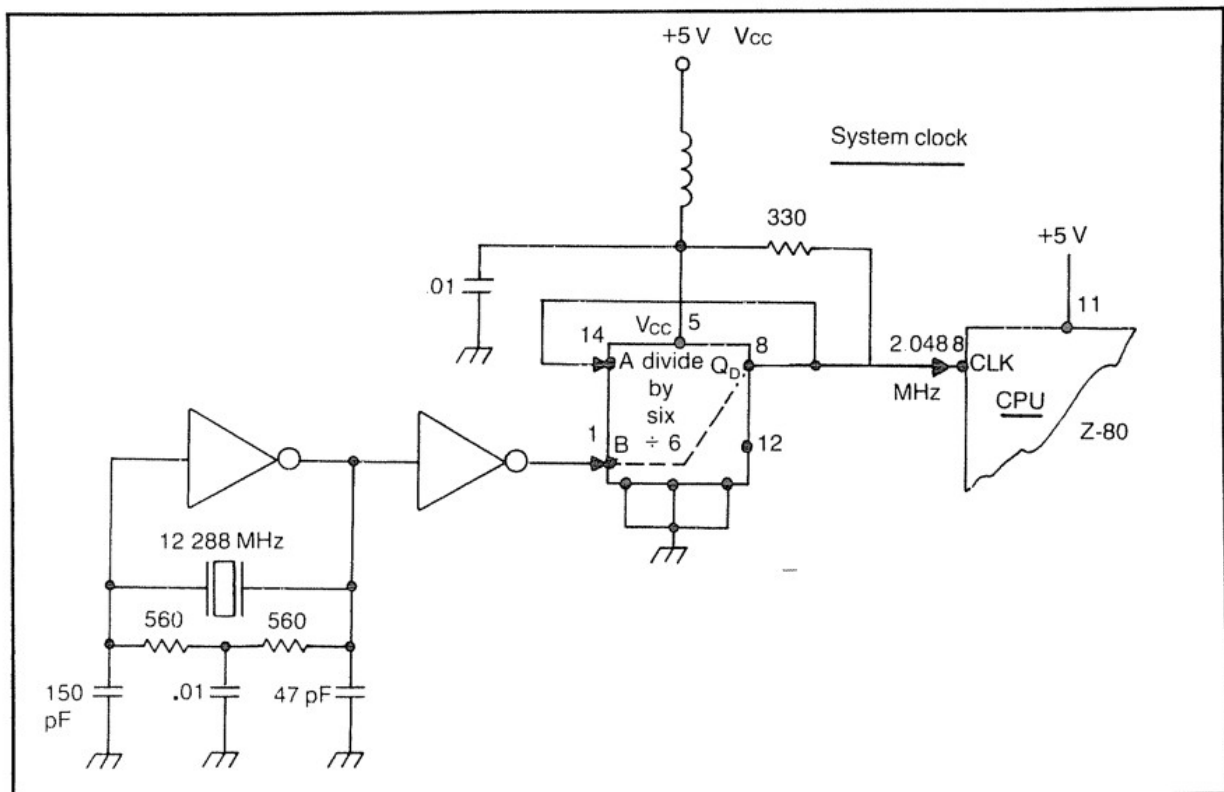 +5 V VCC
System clock
330
+5 V
.01
11
VCC 5
14
8
2.048 8
A divide
QD
CLK
by
MHz
six
CPU
1
÷ 6
12
Z-80
B
12 288 MHz
560 560
150
pF
.01
47 pF